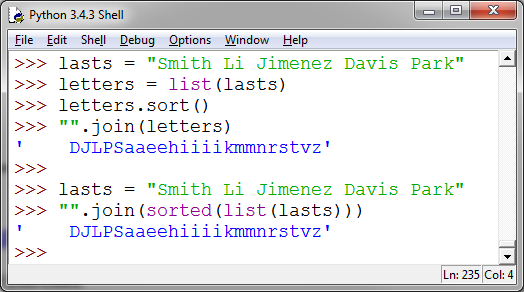 Python 3.4.3 Shell
File Edit Shell Debug Options Window Help
>>> lasts = "Smith Li Jimenez Davis Park"
>>> letters = list(lasts)
>>> letters.sort()
>>> "".join(letters)
'    DJLPSaaeehiiiikmmnrstvz'
>>>
>>> lasts = "Smith Li Jimenez Davis Park"
>>> "".join(sorted(list(lasts)))
'    DJLPSaaeehiiiikmmnrstvz'
>>>
Ln: 235 Col: 4